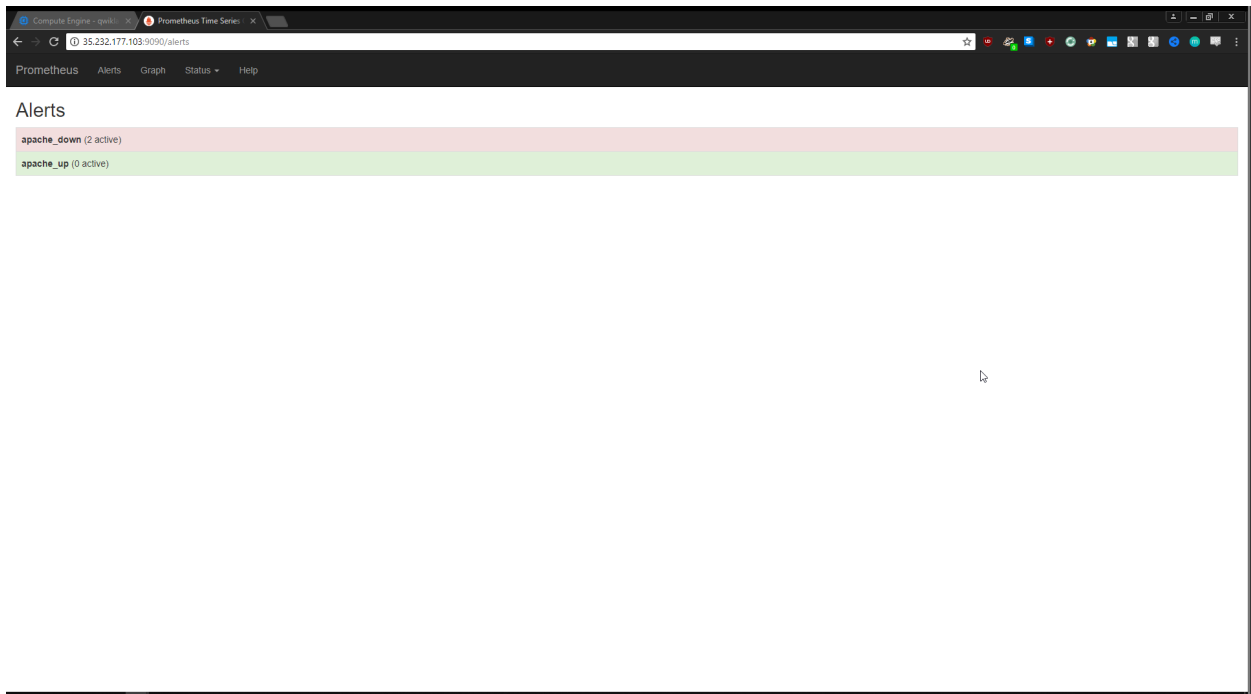 Compute Engine - qwikl
Prometheus Time Series
35.232.177.103:9090/alerts
Prometheus Alerts Graph Status Help
Alerts
apache_down (2 active)
apache_up (0 active)